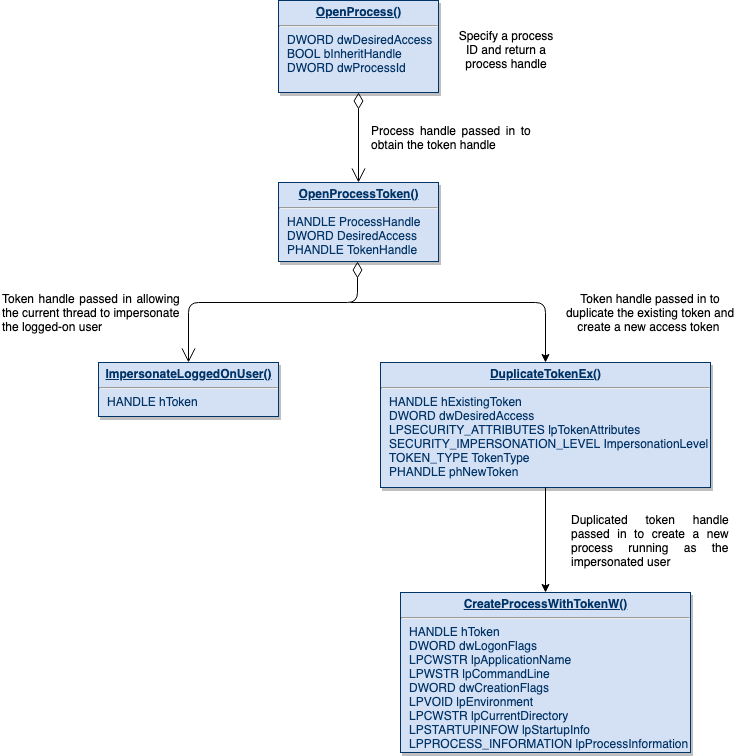 OpenProcess()
DWORD dwDesiredAccess
BOOL bInheritHandle
DWORD dwProcessId
Specify a process
ID and return a
process handle
Process handle passed in to
obtain the token handle
OpenProcessToken()
HANDLE ProcessHandle
DWORD DesiredAccess
PHANDLE TokenHandle
Token handle passed in allowing
the current thread to impersonate
the logged-on user
Token handle passed in to
duplicate the existing token and
create a new access token
ImpersonateLoggedOnUser()
HANDLE hToken
DuplicateTokenEx()
HANDLE hExistingToken
DWORD dwDesiredAccess
LPSECURITY_ATTRIBUTES lpTokenAttributes
SECURITY_IMPERSONATION_LEVEL ImpersonationLevel
TOKEN_TYPE TokenType
PHANDLE phNewToken
Duplicated token handle
passed in to create a new
process running as the
impersonated user
CreateProcessWithTokenW()
HANDLE hToken
DWORD dwLogonFlags
LPCWSTR lpApplicationName
LPWSTR lpCommandLine
DWORD dwCreationFlags
LPVOID lpEnvironment
LPCWSTR lpCurrentDirectory
LPSTARTUPINFOW lpStartupInfo
LPPROCESS_INFORMATION lpProcessInformation